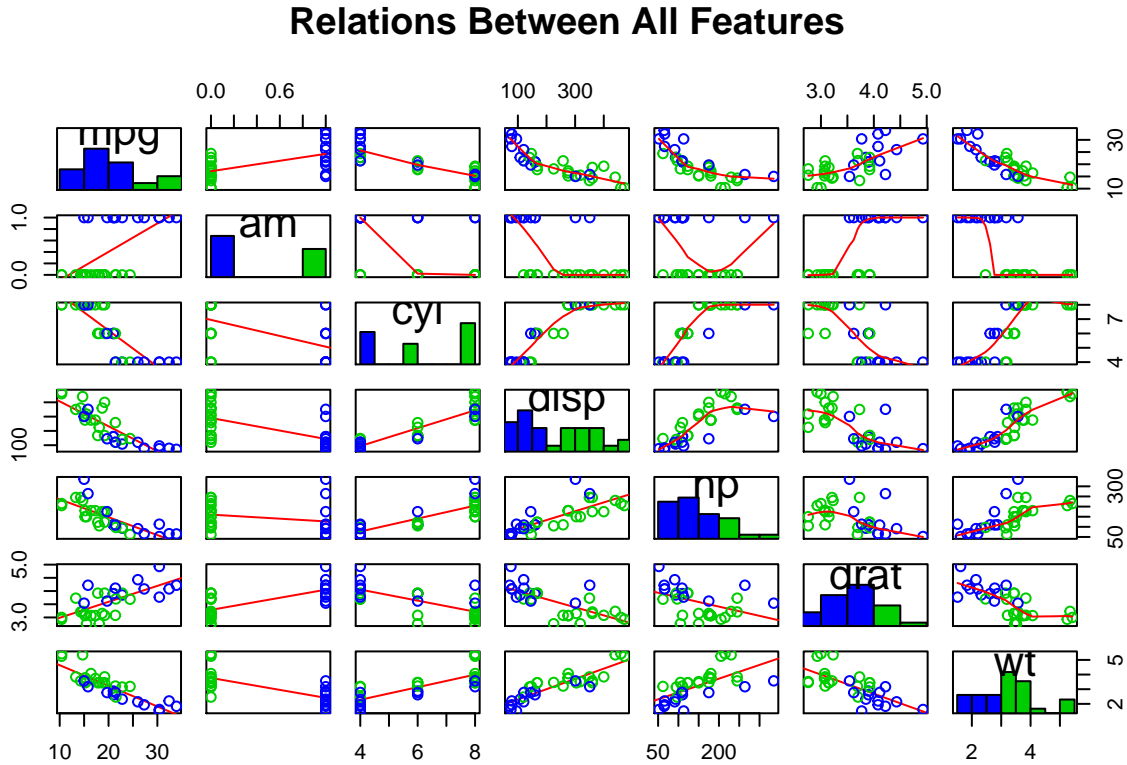 Relations Between All Features
0.0 0.6 100 300 3.0 4.0 5.0
mpg 10 30
0.0 1.0 am
cyl 4 7
100 disp
hp 50 300
3.0 5.0 drat
wt 2 5
10 20 30 4 6 8 50 200 2 4